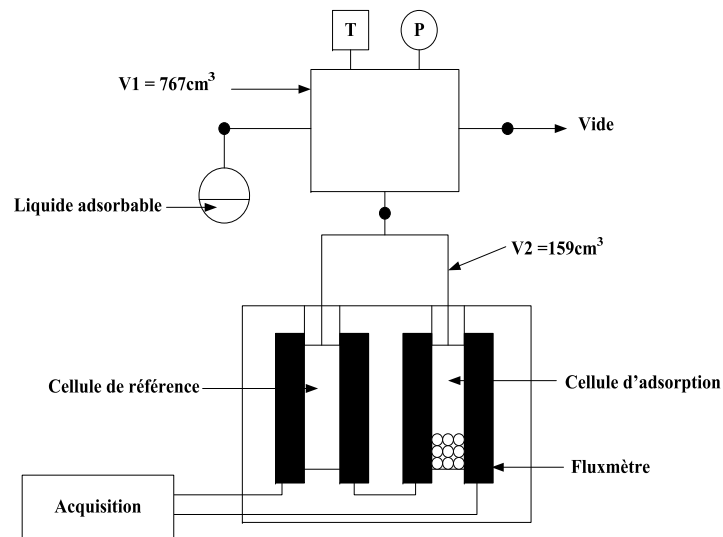 T
P
V1 = 767cm³
Vide
Liquide adsorbable
V2 =159cm³
Cellule de référence
Cellule d’adsorption
Fluxmètre
Acquisition